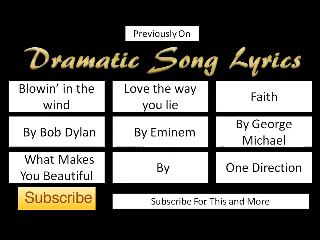 Previously On
Dramatic Song Lyrics
Blowin' in the
wind
Love the way
you lie
Faith
By Bob Dylan
By Eminem
By George
Michael
What Makes
You Beautiful
By
One Direction
Subscribe
Subscribe For This and More